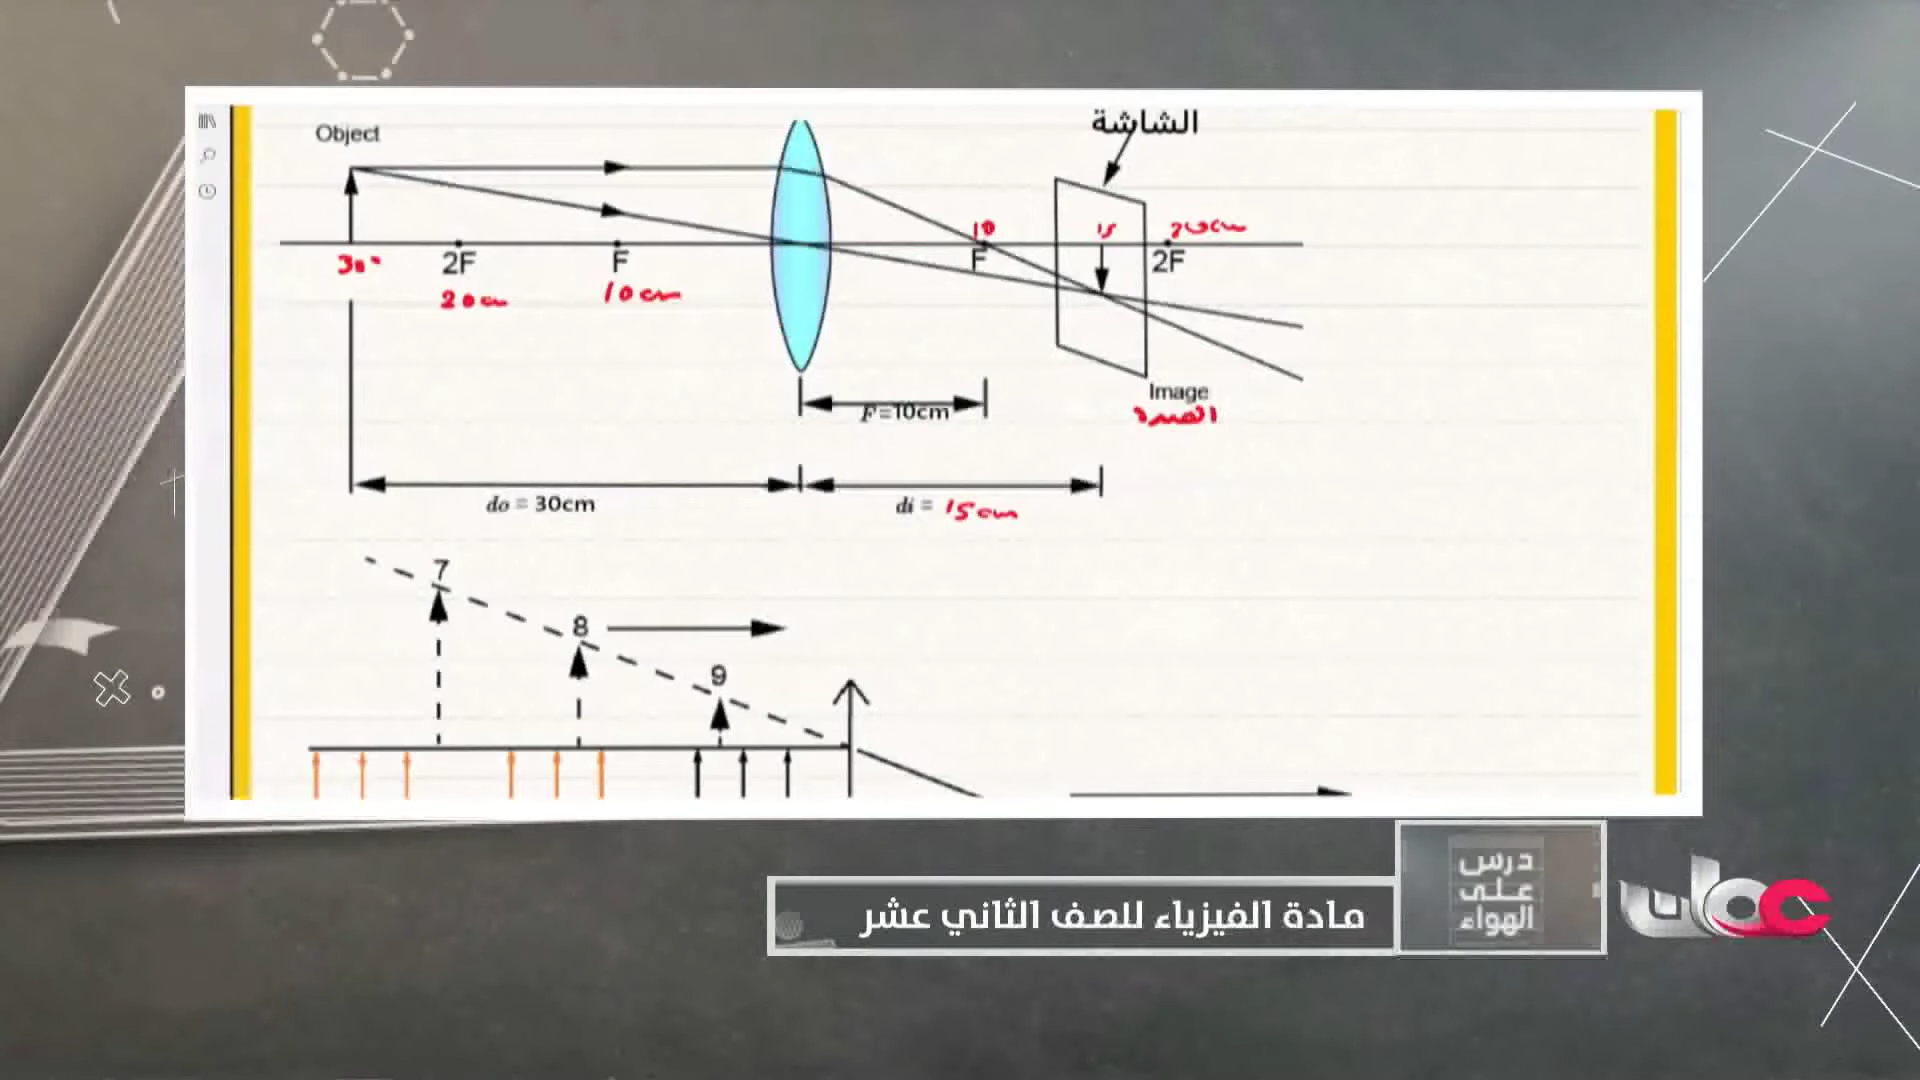 Object
الشاشة
10
15
20cm
30
2F
F
F
2F
20cm
10cm
Image
F=10cm
do = 30cm
di = 15cm
7
8
9
درس
على
الهواء
مادة الفيزياء للصف الثاني عشر